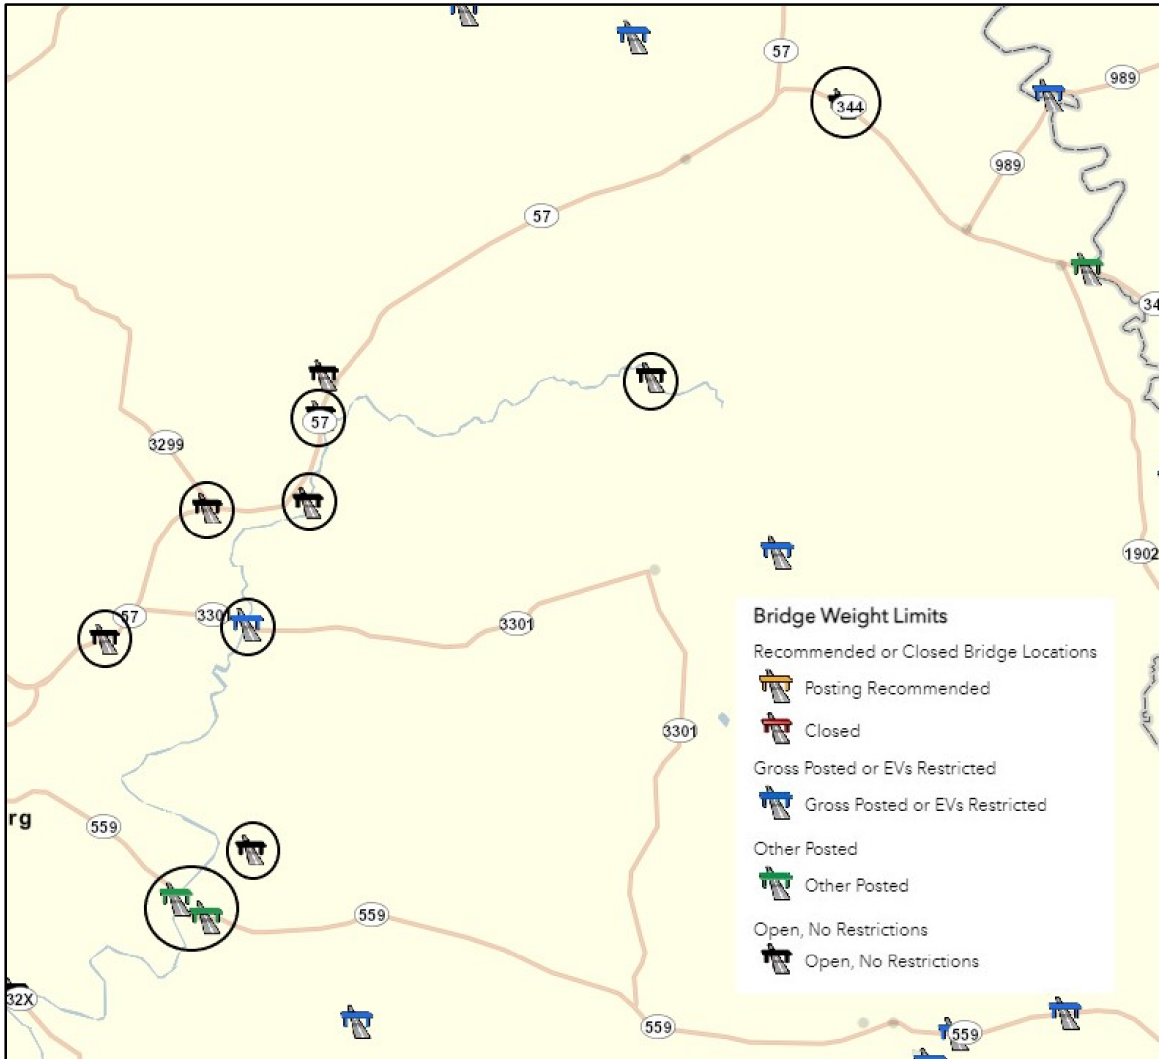 57
989
344
989
57
34
57
3299
1902
57
3301
3301
3301
Bridge Weight Limits
Recommended or Closed Bridge Locations
Posting Recommended
Closed
Gross Posted or EVs Restricted
Gross Posted or EVs Restricted
Other Posted
Other Posted
Open, No Restrictions
Open, No Restrictions
rg
559
559
32X
559
559